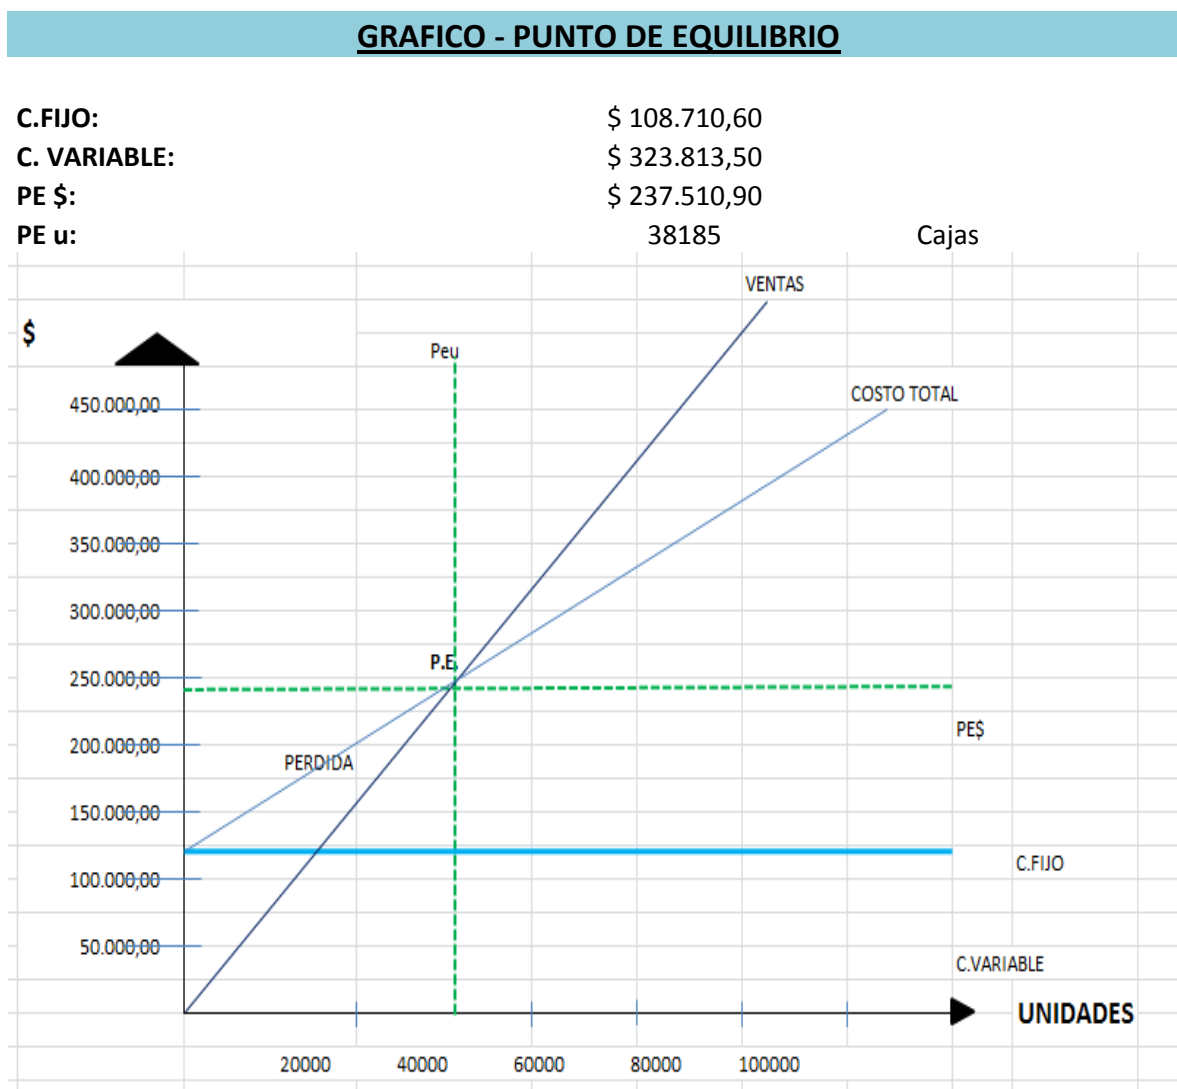 GRAFICO - PUNTO DE EQUILIBRIO
C.FIJO: $ 108.710,60
C. VARIABLE: $ 323.813,50
PE $: $ 237.510,90
PE u: 38185 Cajas
VENTAS
$
Peu
COSTO TOTAL
450.000,00
400.000,00
350.000,00
300.000,00
P.E.
250.000,00
PE$
200.000,00
PERDIDA
150.000,00
C.FIJO
100.000,00
50.000,00
C.VARIABLE
UNIDADES
20000 40000 60000 80000 100000